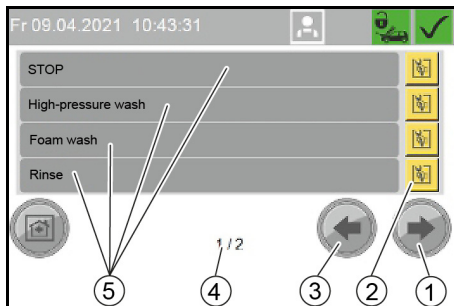 Fr 09.04.2021 10:43:31
STOP
High-pressure wash
Foam wash
Rinse
1 / 2
5 4 3 2 1